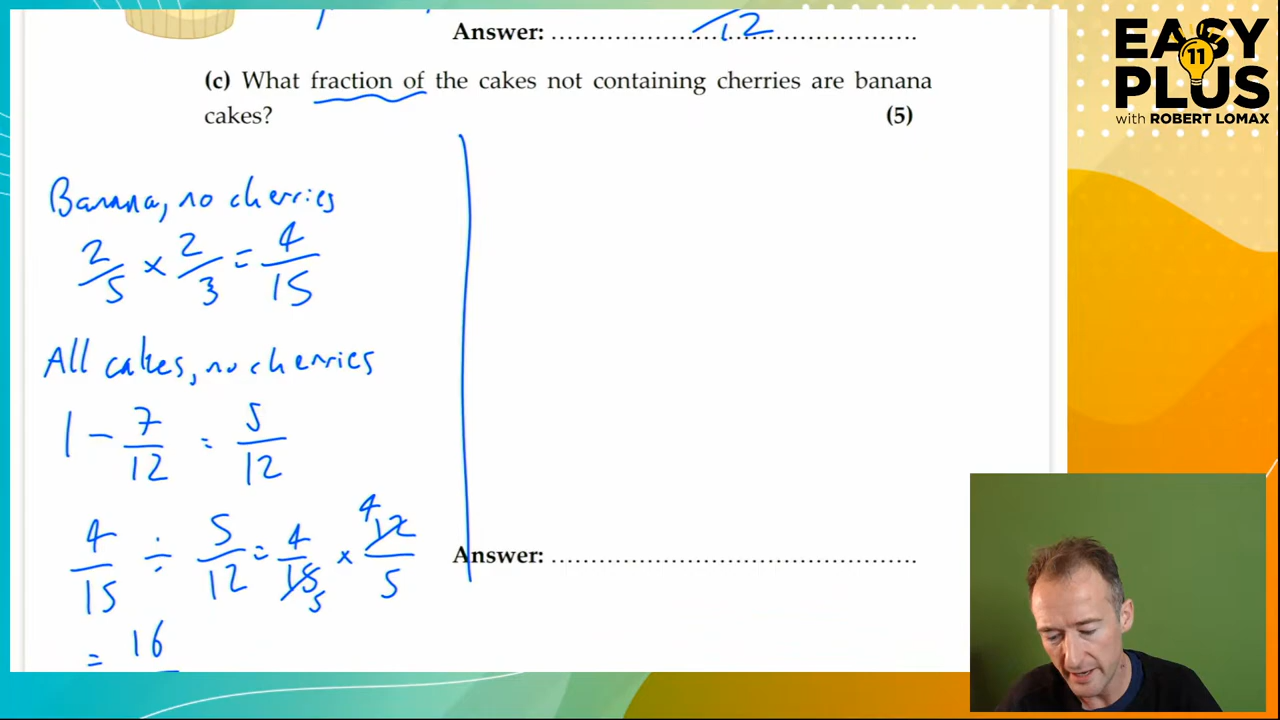 Answer: ........................................ 12
(c) What fraction of the cakes not containing cherries are banana
cakes? (5)
Banana, no cherries
2/5 × 2/3 = 4/15
All cakes, no cherries
1 - 7/12 = 5/12
4/15 ÷ 5/12 = 4/15 5 × 4 12/5
= 16
Answer: ........................................
EASY
11
PLUS
with ROBERT LOMAX